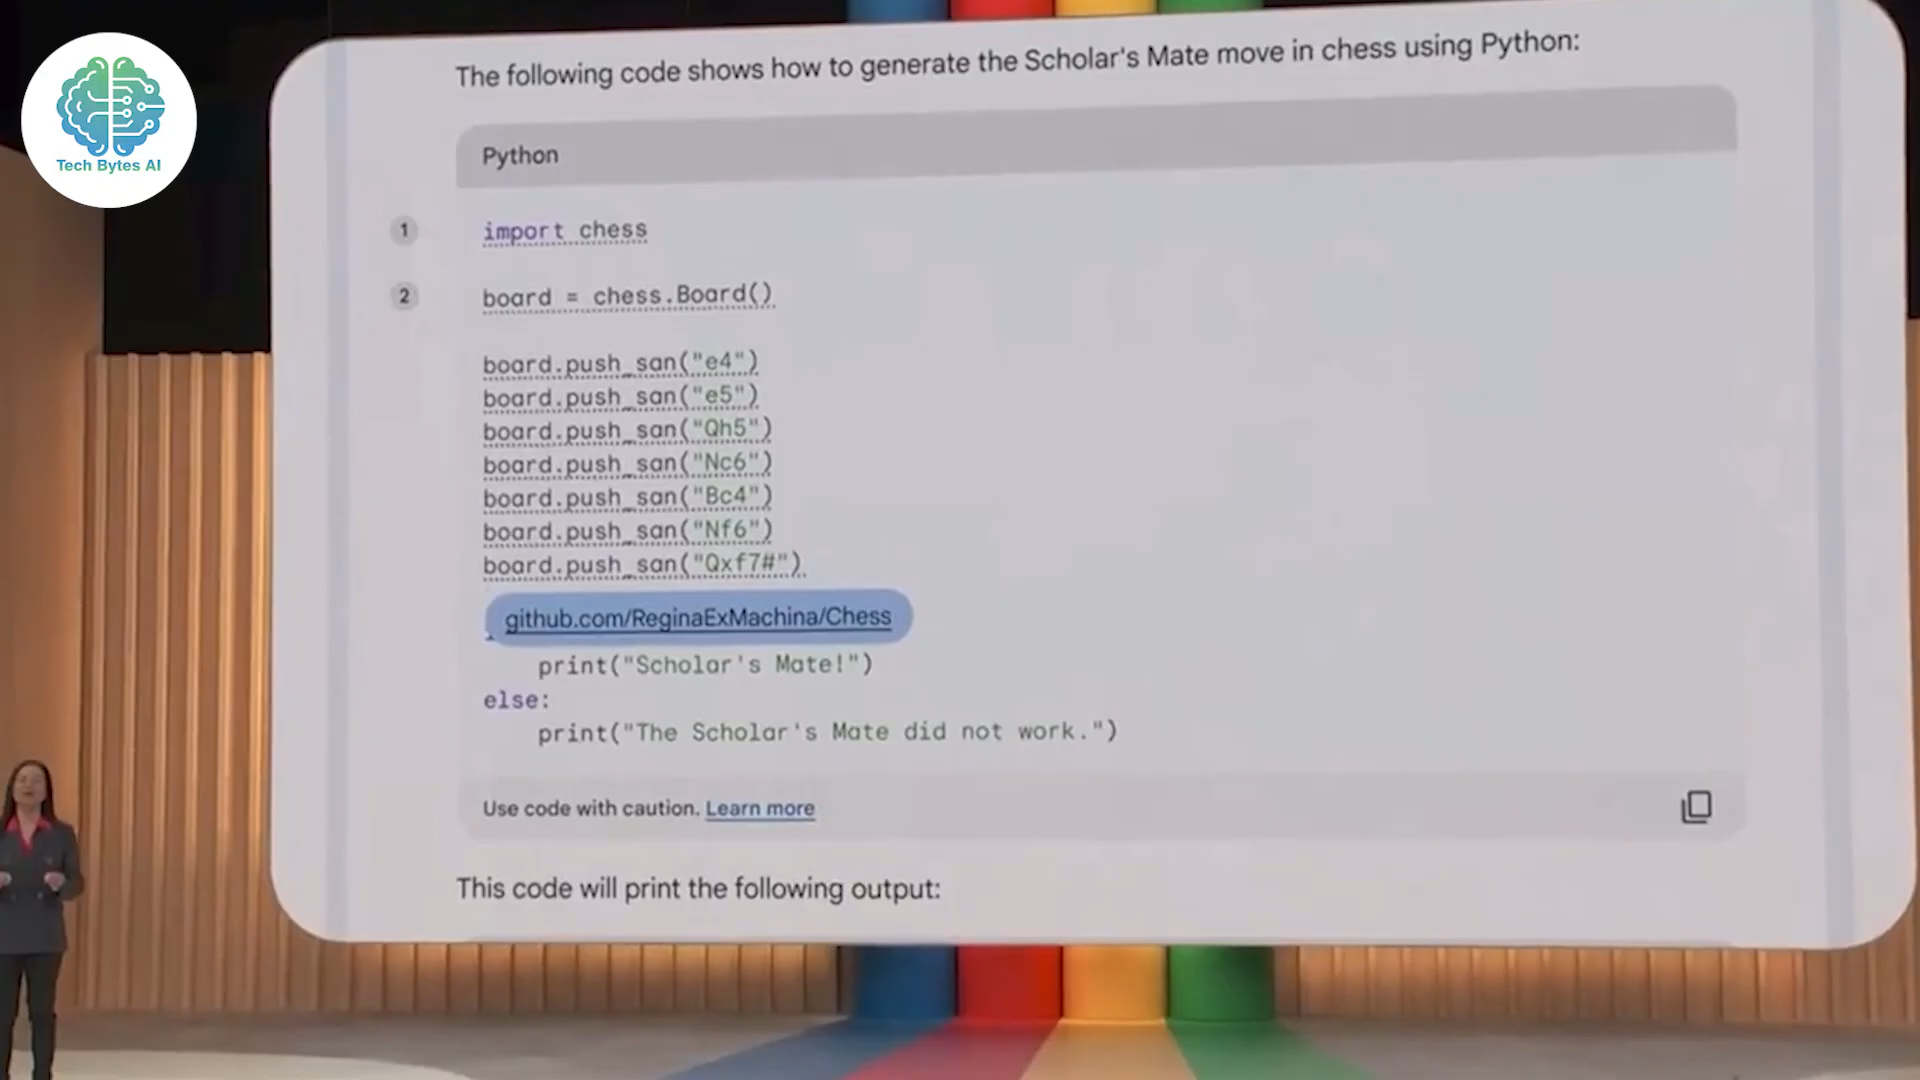 Tech Bytes AI
The following code shows how to generate the Scholar's Mate move in chess using Python:
Python
1 import chess
2 board = chess.Board()
board.push_san("e4")
board.push_san("e5")
board.push_san("Qh5")
board.push_san("Nc6")
board.push_san("Bc4")
board.push_san("Nf6")
board.push_san("Qxf7#")
github.com/ReginaExMachina/Chess
print("Scholar's Mate!")
else:
print("The Scholar's Mate did not work.")
Use code with caution. Learn more
This code will print the following output: